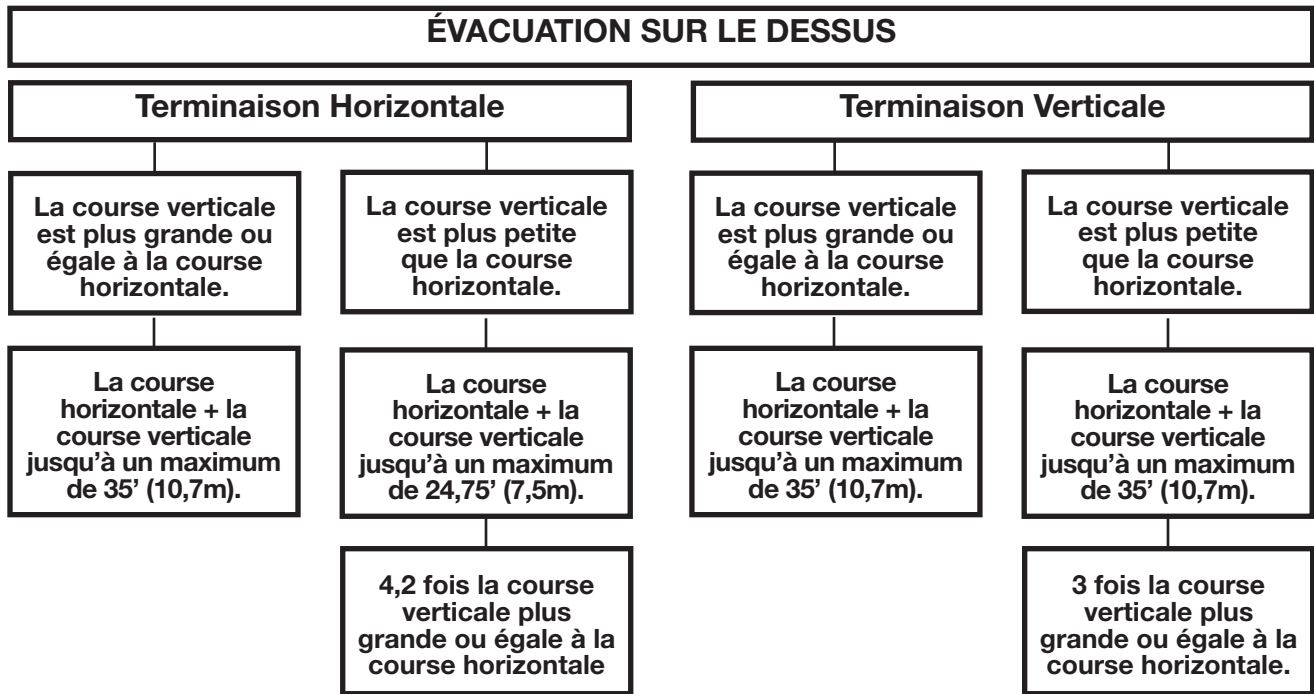 ÉVACUATION SUR LE DESSUS
Terminaison Horizontale
La course verticale
est plus grande ou
égale à la course
horizontale.
La course
horizontale + la
course verticale
jusqu'à un maximum
de 35' (10,7m).
La course verticale
est plus petite
que la course
horizontale.
La course
horizontale + la
course verticale
jusqu'à un maximum
de 24,75' (7,5m).
4,2 fois la course
verticale plus
grande ou égale à la
course horizontale
Terminaison Verticale
La course verticale
est plus grande ou
égale à la course
horizontale.
La course
horizontale + la
course verticale
jusqu'à un maximum
de 35' (10,7m).
La course verticale
est plus petite
que la course
horizontale.
La course
horizontale + la
course verticale
jusqu'à un maximum
de 35' (10,7m).
3 fois la course
verticale plus
grande ou égale à la
course horizontale.